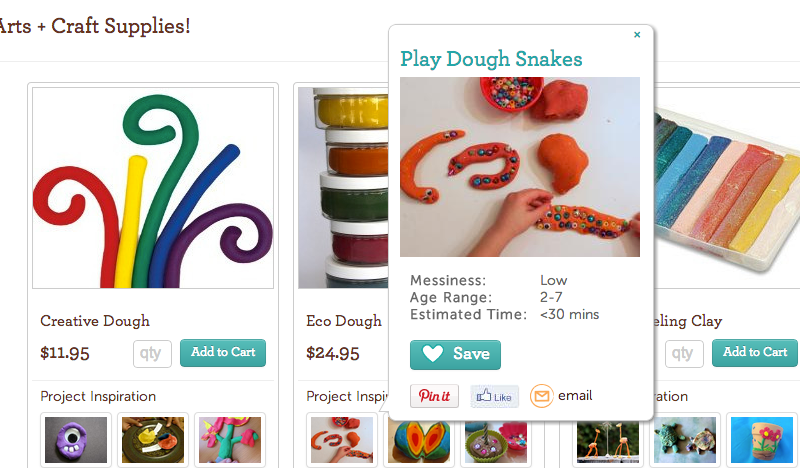 Arts + Craft Supplies!
×
Play Dough Snakes
Messiness: Low
Age Range: 2-7
Estimated Time: <30 mins
Save
Pin it
Like
email
Creative Dough
$11.95
qty
Add to Cart
Project Inspiration
Eco Dough
$24.95
Project Inspi
eling Clay
qty
Add to Cart
ration